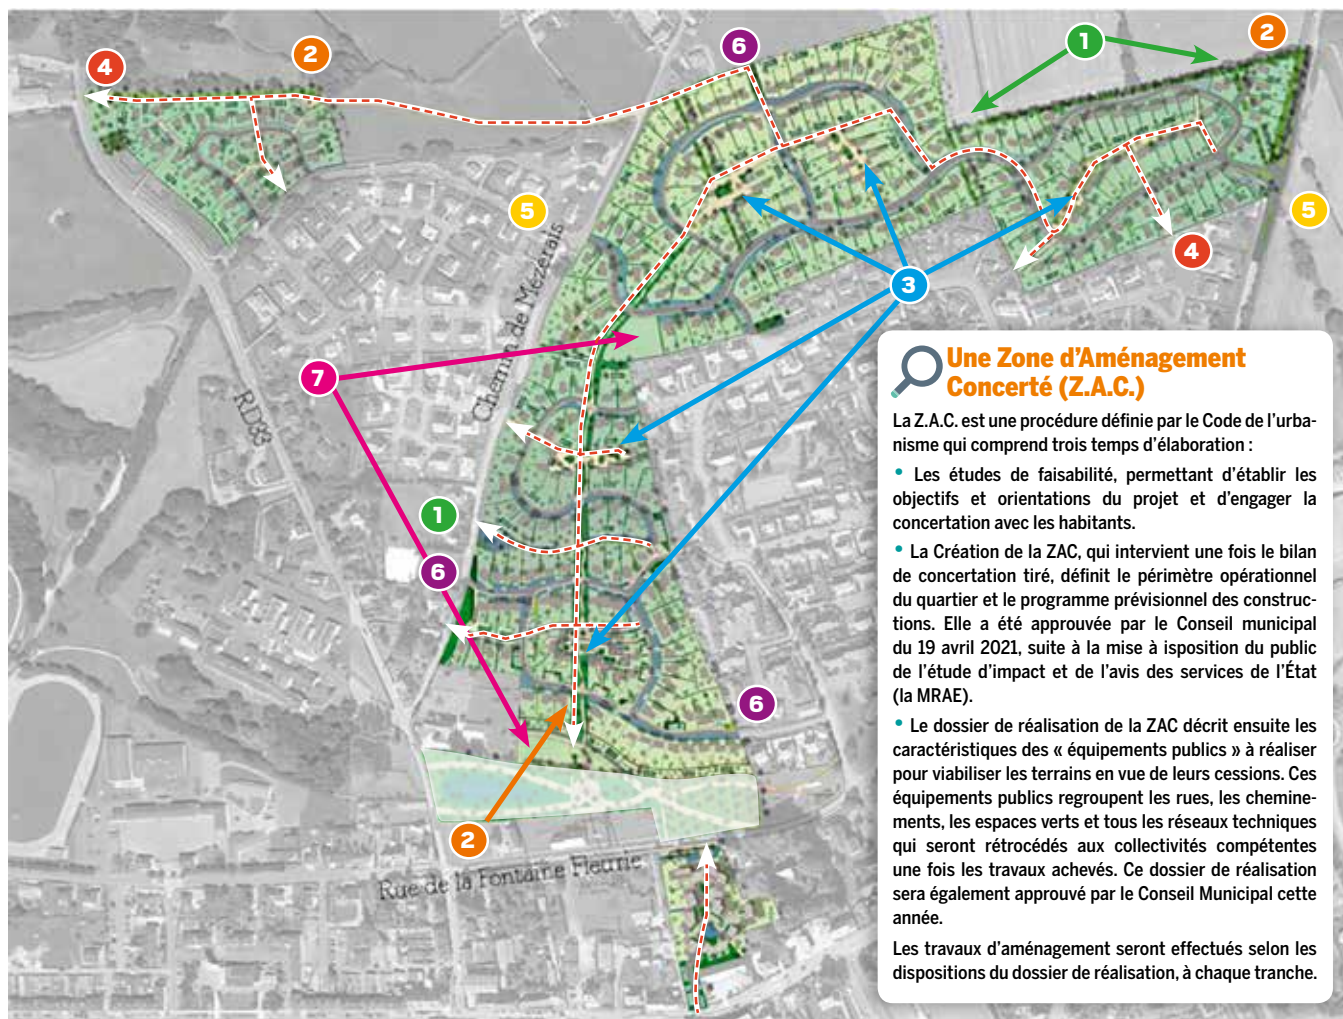 4
2
6
1
2
5
5
4
3
7
Chemin de Mézerais
RD33
1
6
6
2
Rue de la Fontaine Fleurie
Une Zone d'Aménagement
Concerté (Z.A.C.)
La Z.A.C. est une procédure définie par le Code de l'urba-
nisme qui comprend trois temps d'élaboration :
• Les études de faisabilité, permettant d'établir les
objectifs et orientations du projet et d'engager la
concertation avec les habitants.
• La Création de la ZAC, qui intervient une fois le bilan
de concertation tiré, définit le périmètre opérationnel
du quartier et le programme prévisionnel des construc-
tions. Elle a été approuvée par le Conseil municipal
du 19 avril 2021, suite à la mise à isposition du public
de l'étude d'impact et de l'avis des services de l'État
(la MRAE).
• Le dossier de réalisation de la ZAC décrit ensuite les
caractéristiques des « équipements publics » à réaliser
pour viabiliser les terrains en vue de leurs cessions. Ces
équipements publics regroupent les rues, les chemine-
ments, les espaces verts et tous les réseaux techniques
qui seront rétrocédés aux collectivités compétentes
une fois les travaux achevés. Ce dossier de réalisation
sera également approuvé par le Conseil Municipal cette
année.
Les travaux d'aménagement seront effectués selon les
dispositions du dossier de réalisation, à chaque tranche.